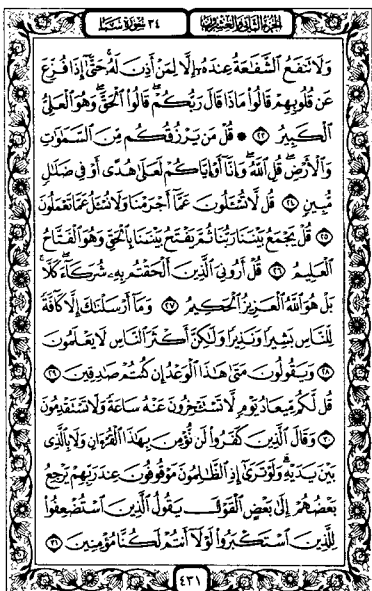 الجزء الثاني والعشرون ٣٤ سورة سبأ
وَلَا تَنفَعُ ٱلشَّفَٰعَةُ عِندَهُۥٓ إِلَّا لِمَنۡ أَذِنَ لَهُۥۚ حَتَّىٰٓ إِذَا فُزِّعَ
عَن قُلُوبِهِمۡ قَالُواْ مَاذَا قَالَ رَبُّكُمۡۖ قَالُواْ ٱلۡحَقَّۖ وَهُوَ ٱلۡعَلِيُّ
ٱلۡكَبِيرُ ٢٣ ۞ قُلۡ مَن يَرۡزُقُكُم مِّنَ ٱلسَّمَٰوَٰتِ
وَٱلۡأَرۡضِۖ قُلِ ٱللَّهُۖ وَإِنَّآ أَوۡ إِيَّاكُمۡ لَعَلَىٰ هُدًى أَوۡ فِي ضَلَٰلٖ
مُّبِينٖ ٢٤ قُل لَّا تُسۡـَٔلُونَ عَمَّآ أَجۡرَمۡنَا وَلَا نُسۡـَٔلُ عَمَّا تَعۡمَلُونَ
٢٥ قُلۡ يَجۡمَعُ بَيۡنَنَا رَبُّنَا ثُمَّ يَفۡتَحُ بَيۡنَنَا بِٱلۡحَقِّ وَهُوَ ٱلۡفَتَّاحُ
ٱلۡعَلِيمُ ٢٦ قُلۡ أَرُونِيَ ٱلَّذِينَ أَلۡحَقۡتُم بِهِۦ شُرَكَآءَۖ كَلَّاۚ
بَلۡ هُوَ ٱللَّهُ ٱلۡعَزِيزُ ٱلۡحَكِيمُ ٢٧ وَمَآ أَرۡسَلۡنَٰكَ إِلَّا كَآفَّةٗ
لِّلنَّاسِ بَشِيرٗا وَنَذِيرٗا وَلَٰكِنَّ أَكۡثَرَ ٱلنَّاسِ لَا يَعۡلَمُونَ
٢٨ وَيَقُولُونَ مَتَىٰ هَٰذَا ٱلۡوَعۡدُ إِن كُنتُمۡ صَٰدِقِينَ ٢٩
قُل لَّكُم مِّيعَادُ يَوۡمٖ لَّا تَسۡتَـٔۡخِرُونَ عَنۡهُ سَاعَةٗ وَلَا تَسۡتَقۡدِمُونَ
٣٠ وَقَالَ ٱلَّذِينَ كَفَرُواْ لَن نُّؤۡمِنَ بِهَٰذَا ٱلۡقُرۡءَانِ وَلَا بِٱلَّذِي
بَيۡنَ يَدَيۡهِۗ وَلَوۡ تَرَىٰٓ إِذِ ٱلظَّٰلِمُونَ مَوۡقُوفُونَ عِندَ رَبِّهِمۡ يَرۡجِعُ
بَعۡضُهُمۡ إِلَىٰ بَعۡضٍ ٱلۡقَوۡلَ يَقُولُ ٱلَّذِينَ ٱسۡتُضۡعِفُواْ
لِلَّذِينَ ٱسۡتَكۡبَرُواْ لَوۡلَآ أَنتُمۡ لَكُنَّا مُؤۡمِنِينَ ٣١
٤٣١